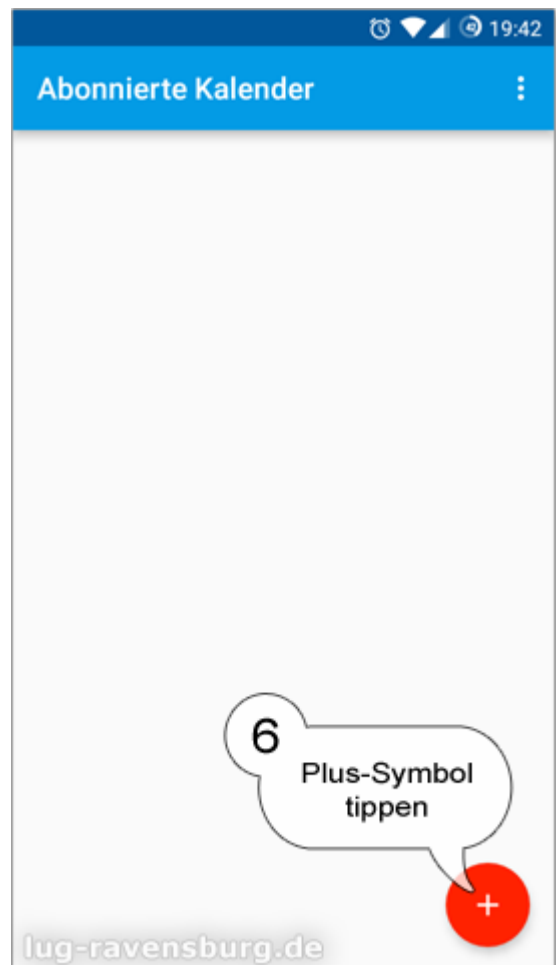 19:42
Abonnierte Kalender
6
Plus-Symbol
tippen
+
lug-ravensburg.de